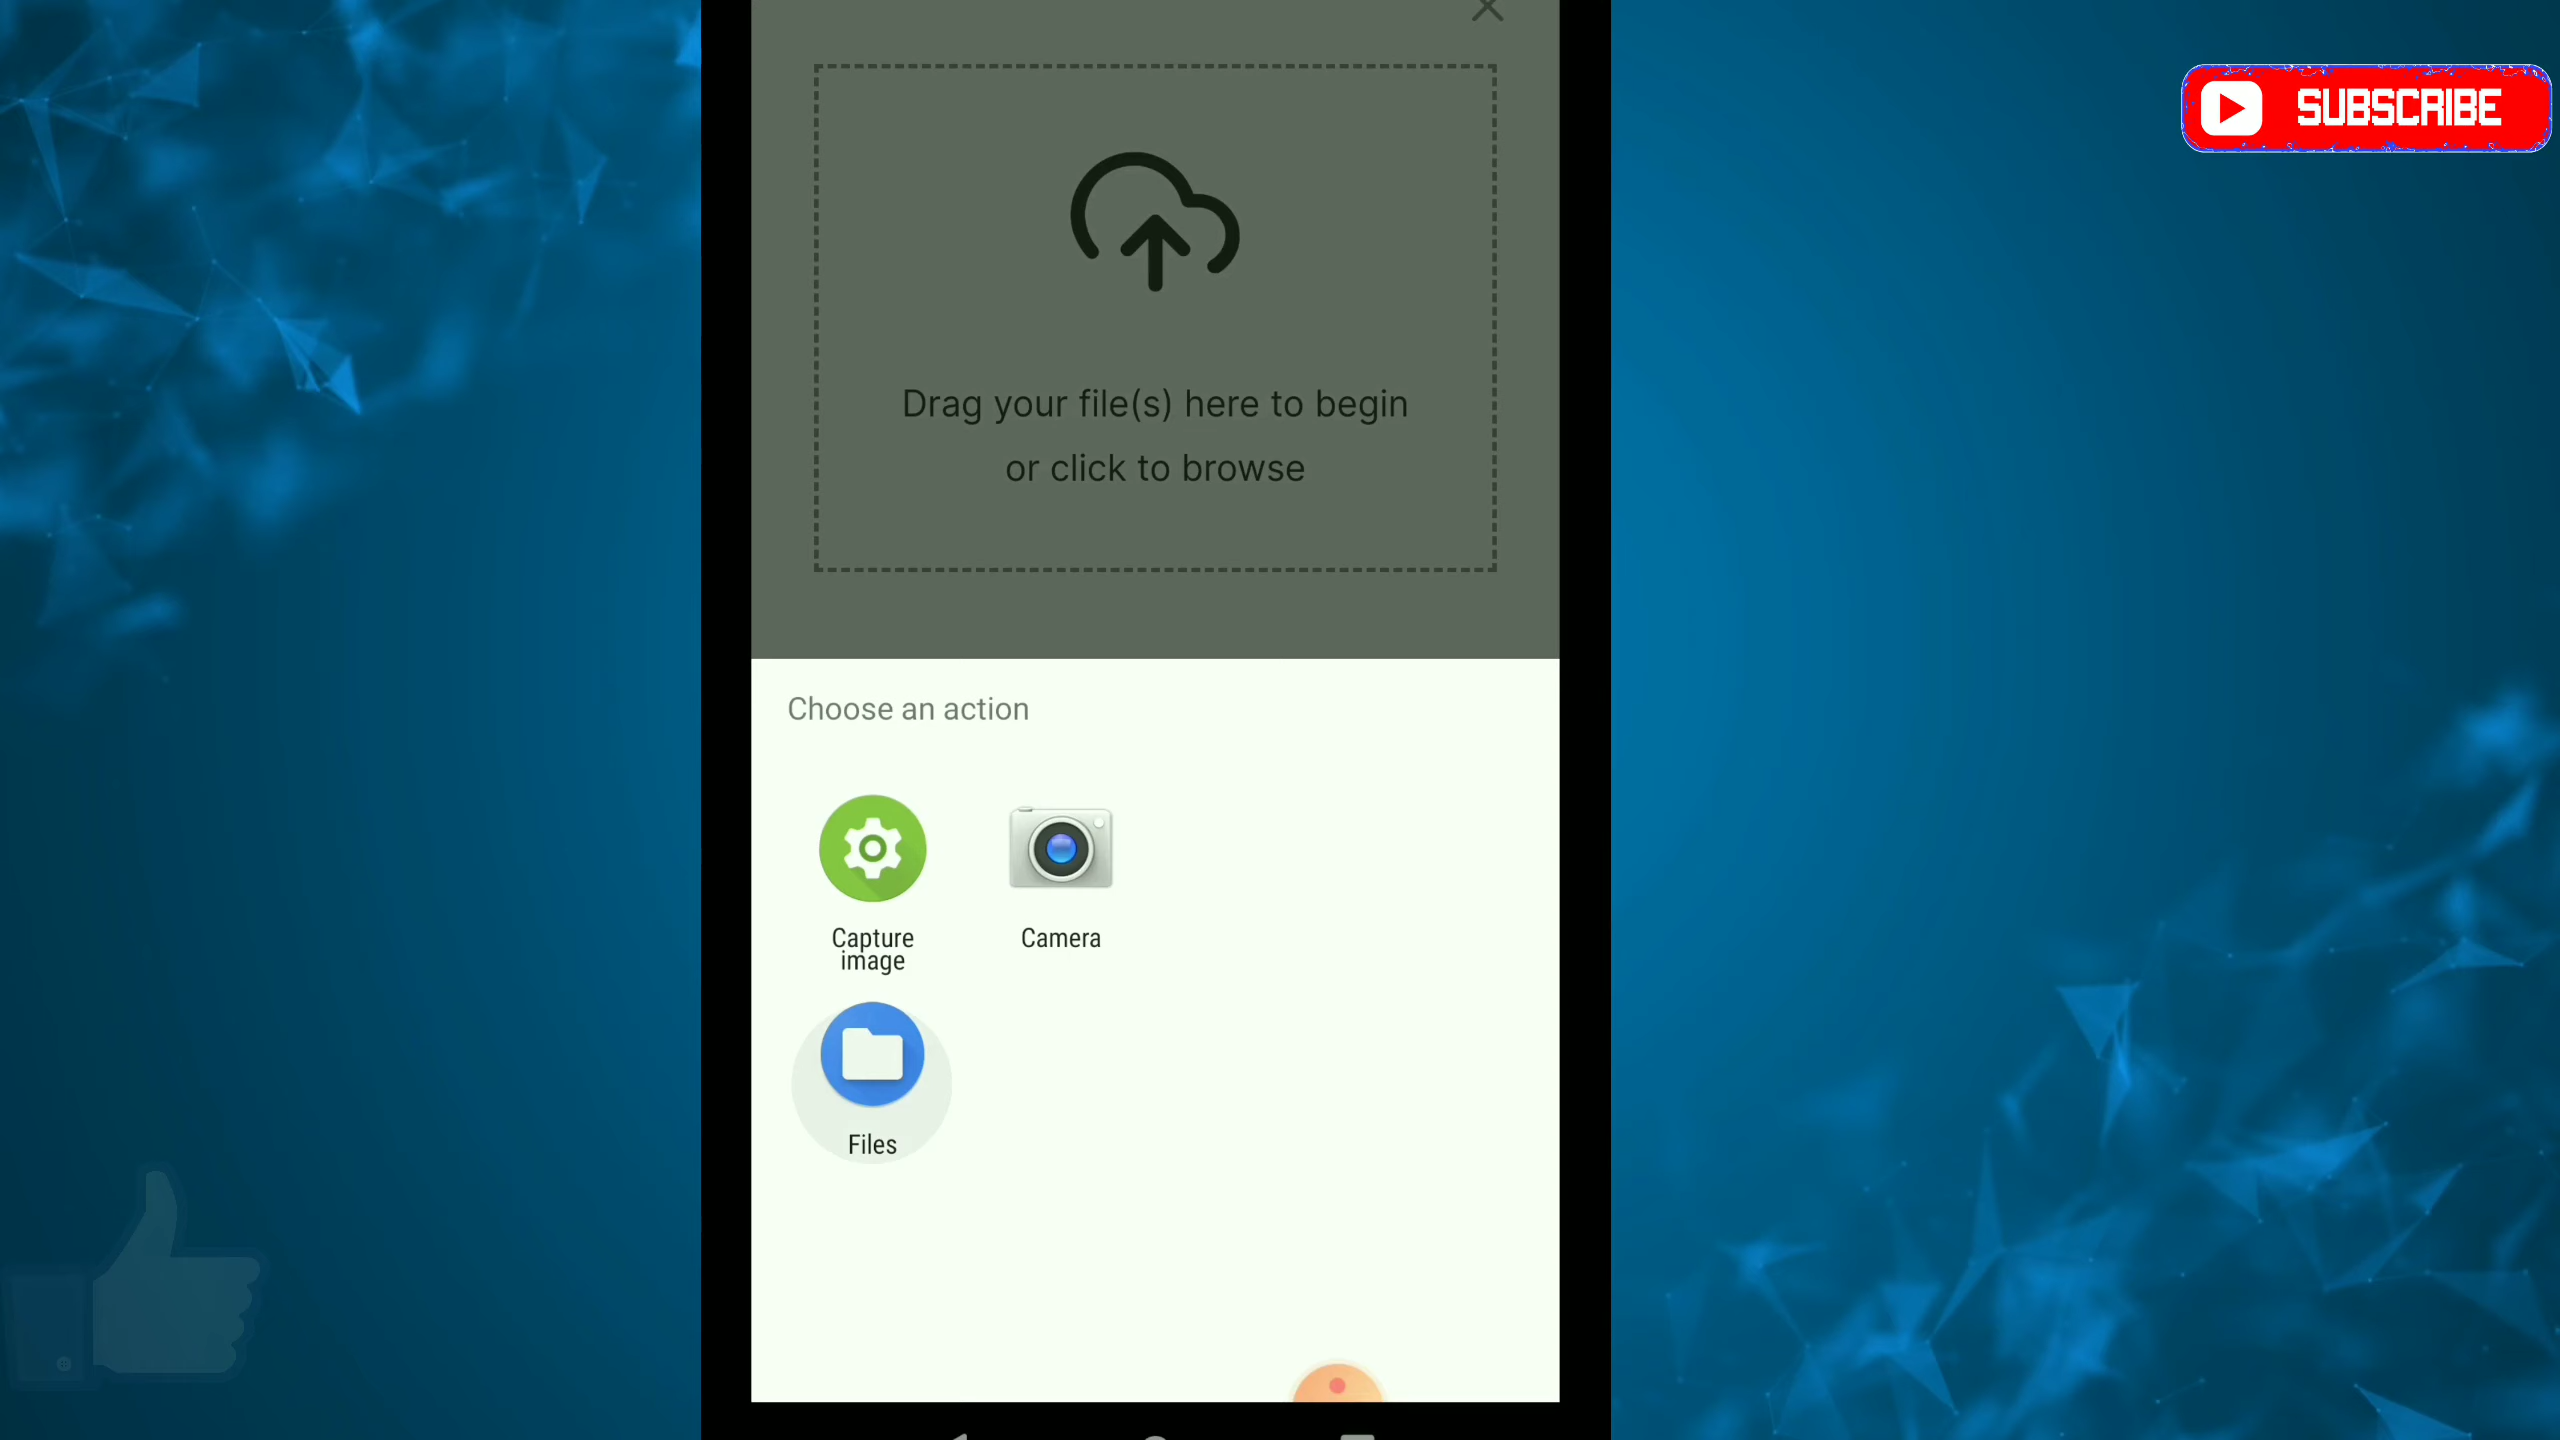 SUBSCRIBE
Drag your file(s) here to begin
or click to browse
Choose an action
Capture
image
Camera
Files